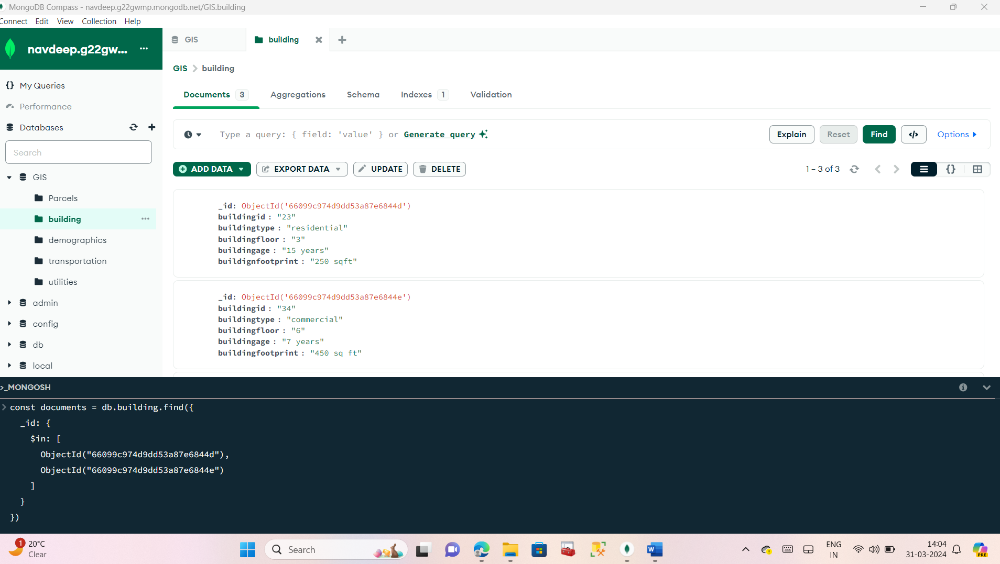 MongoDB Compass - navdeep.g22gwmp.mongodb.net/GIS.building
Connect Edit View Collection Help
navdeep.g22gw...
My Queries
Performance
Databases
Search
GIS
Parcels
building
demographics
transportation
utilities
admin
config
db
local
GIS
building
GIS > building
Documents 3 Aggregations Schema Indexes 1 Validation
Type a query: { field: 'value' } or Generate query
Explain Reset Find </> Options
ADD DATA EXPORT DATA UPDATE DELETE
1 – 3 of 3 {}
_id: ObjectId('66099c974d9dd53a87e6844d')
buildingid : "23"
buildingtype : "residential"
buildingfloor : "3"
buildingage : "15 years"
buildignfootprint : "250 sqft"
_id: ObjectId('66099c974d9dd53a87e6844e')
buildingid : "34"
buildingtype : "commercial"
buildingfloor : "6"
buildingage : "7 years"
buildingfootprint : "450 sq ft"
>_MONGOSH
> const documents = db.building.find({
_id: {
$in: [
ObjectId("66099c974d9dd53a87e6844d"),
ObjectId("66099c974d9dd53a87e6844e")
]
}
})
1
20°C
Clear
Search
W
ENG
IN
14:04
31-03-2024
PRE